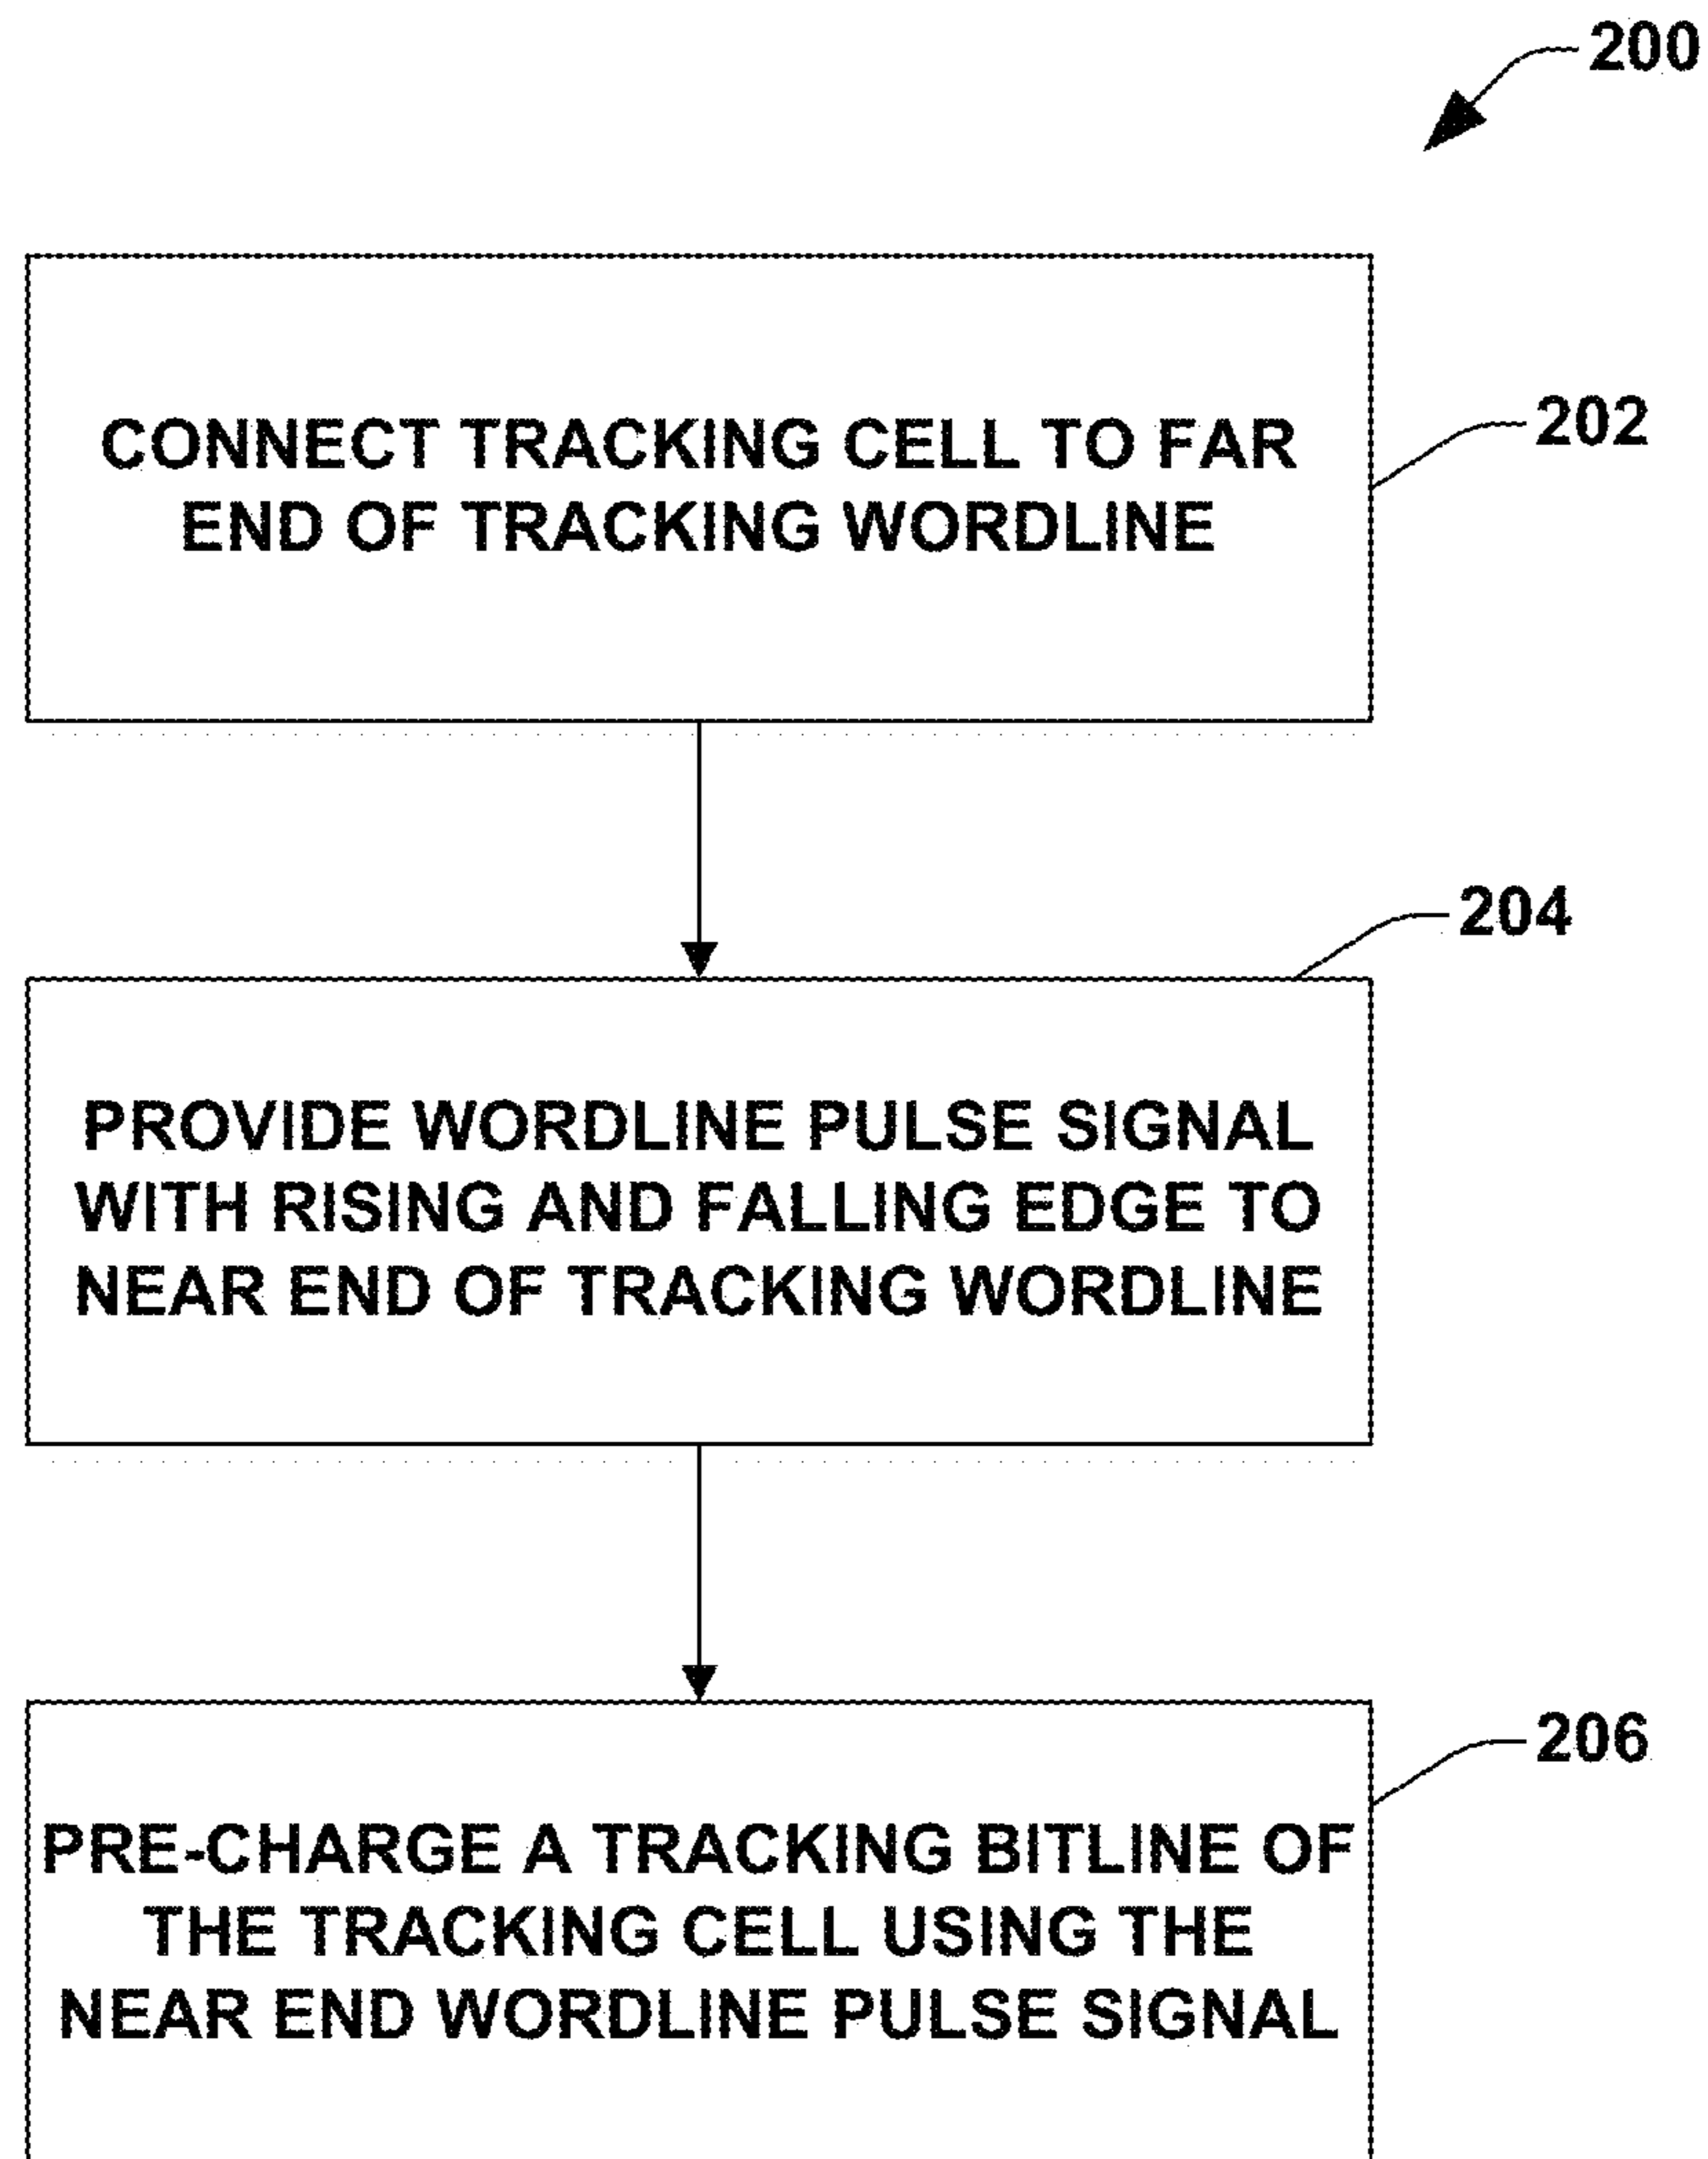 200
CONNECT TRACKING CELL TO FAR
END OF TRACKING WORDLINE
202
204
PROVIDE WORDLINE PULSE SIGNAL
WITH RISING AND FALLING EDGE TO
NEAR END OF TRACKING WORDLINE
206
PRE-CHARGE A TRACKING BITLINE OF
THE TRACKING CELL USING THE
NEAR END WORDLINE PULSE SIGNAL